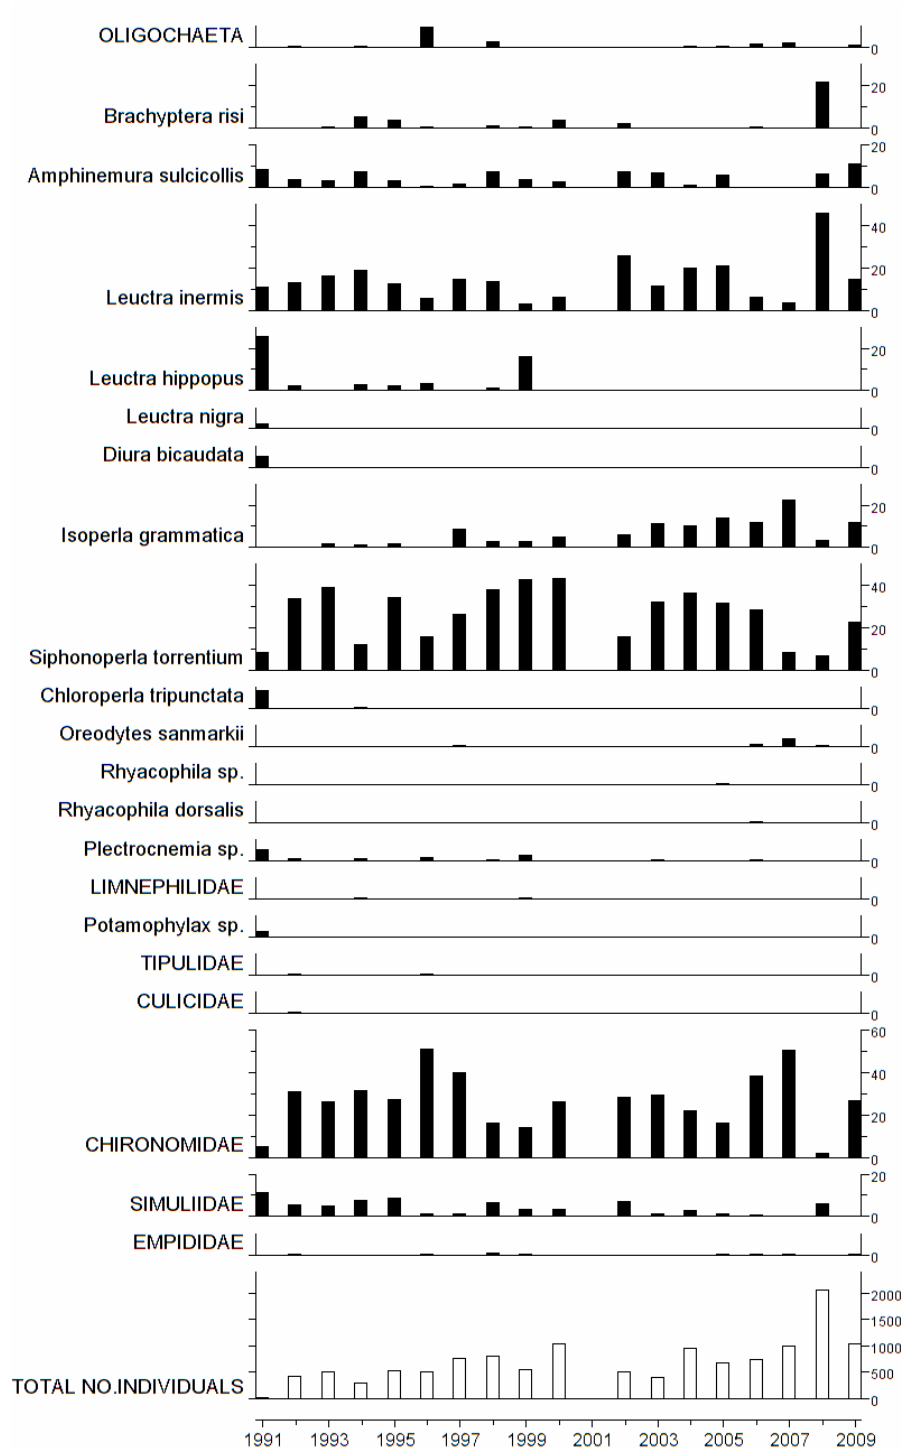 OLIGOCHAETA
0
20
Brachyptera risi
0
20
Amphinemura sulcicollis
0
40
20
Leuctra inermis
0
20
Leuctra hippopus
0
Leuctra nigra
0
Diura bicaudata
0
20
Isoperla grammatica
0
40
20
Siphonoperla torrentium
0
Chloroperla tripunctata
0
Oreodytes sanmarkii
0
Rhyacophila sp.
0
Rhyacophila dorsalis
0
Plectrocnemia sp.
0
LIMNEPHILIDAE
0
Potamophylax sp.
0
TIPULIDAE
0
CULICIDAE
0
60
40
20
CHIRONOMIDAE
0
20
SIMULIIDAE
0
EMPIDIDAE
0
2000
1500
1000
500
TOTAL NO.INDIVIDUALS
0
1991 1993 1995 1997 1999 2001 2003 2005 2007 2009